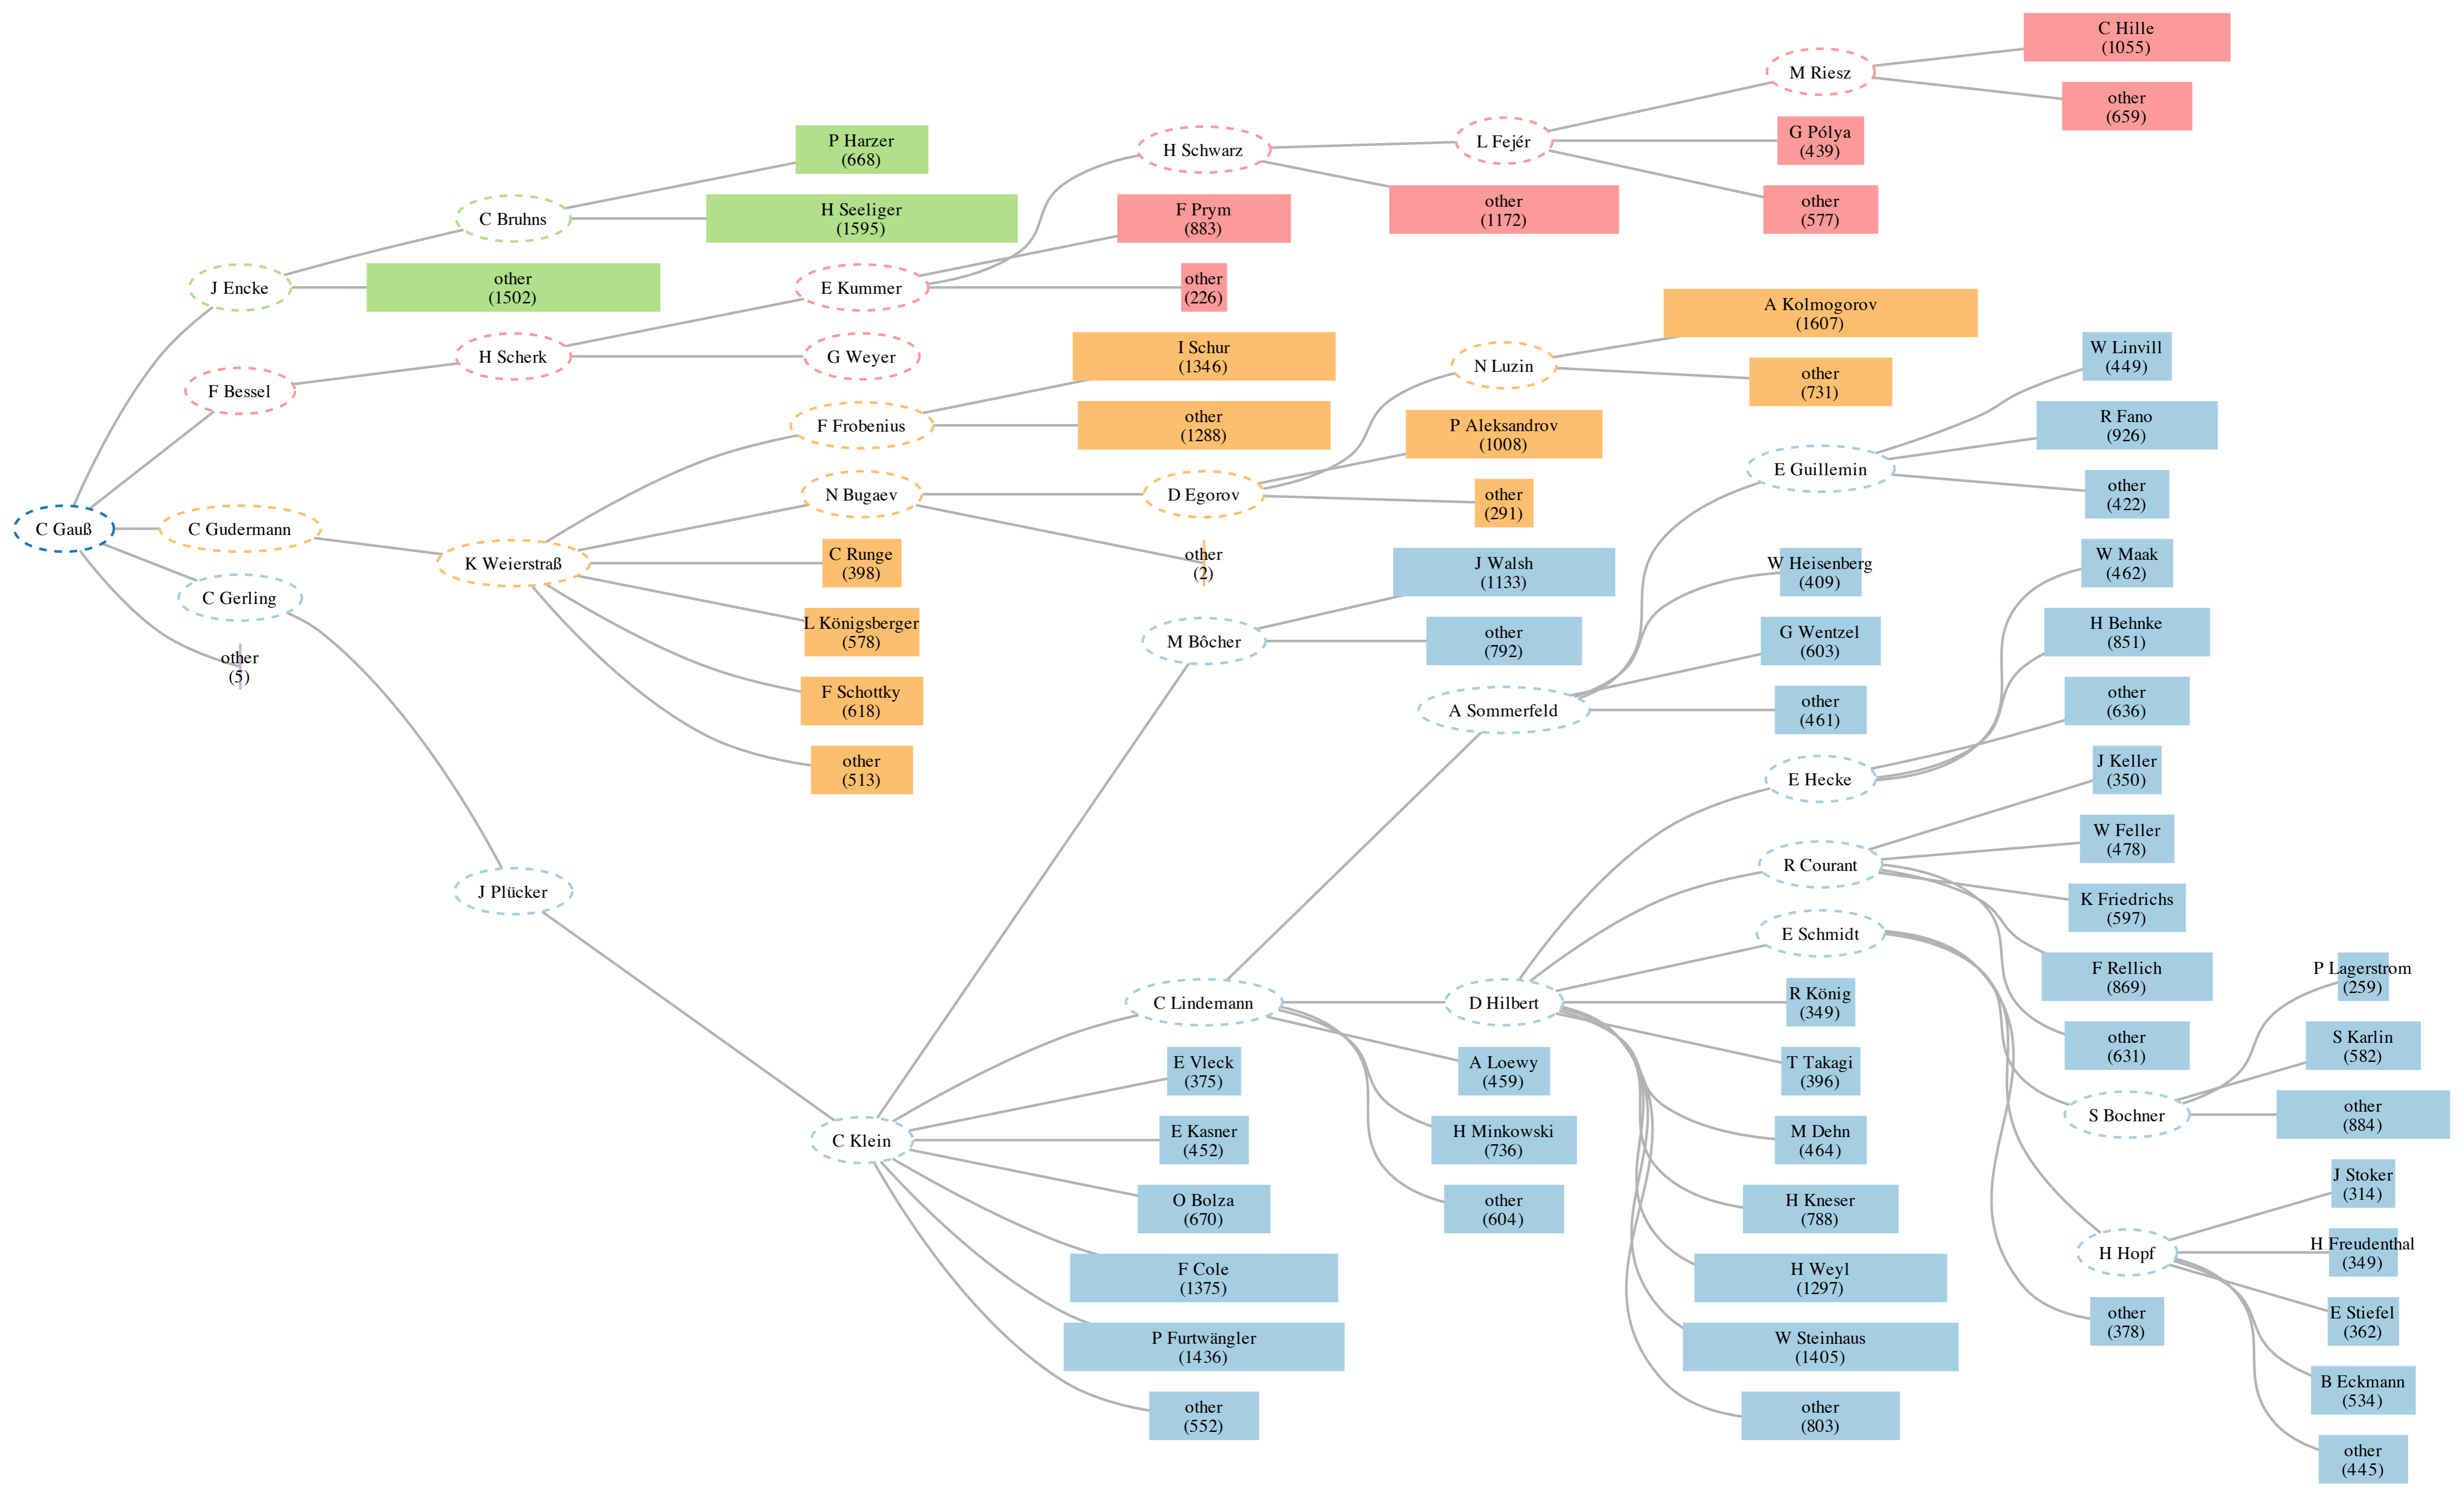 C Gauß
J Encke
F Bessel
C Gudermann
C Gerling
other
(5)
C Bruhns
other
(1502)
H Scherk
K Weierstraß
J Plücker
P Harzer
(668)
H Seeliger
(1595)
E Kummer
G Weyer
F Frobenius
N Bugaev
C Runge
(398)
L Königsberger
(578)
F Schottky
(618)
other
(513)
C Klein
H Schwarz
F Prym
(883)
other
(226)
I Schur
(1346)
other
(1288)
D Egorov
other
(2)
M Bôcher
C Lindemann
E Vleck
(375)
E Kasner
(452)
O Bolza
(670)
F Cole
(1375)
P Furtwängler
(1436)
other
(552)
L Fejér
other
(1172)
N Luzin
P Aleksandrov
(1008)
other
(291)
J Walsh
(1133)
other
(792)
A Sommerfeld
D Hilbert
A Loewy
(459)
H Minkowski
(736)
other
(604)
M Riesz
G Pólya
(439)
other
(577)
A Kolmogorov
(1607)
other
(731)
E Guillemin
W Heisenberg
(409)
G Wentzel
(603)
other
(461)
E Hecke
R Courant
E Schmidt
R König
(349)
T Takagi
(396)
M Dehn
(464)
H Kneser
(788)
H Weyl
(1297)
W Steinhaus
(1405)
other
(803)
C Hille
(1055)
other
(659)
W Linvill
(449)
R Fano
(926)
other
(422)
W Maak
(462)
H Behnke
(851)
other
(636)
J Keller
(350)
W Feller
(478)
K Friedrichs
(597)
F Rellich
(869)
other
(631)
S Bochner
H Hopf
other
(378)
P Lagerstrom
(259)
S Karlin
(582)
other
(884)
J Stoker
(314)
H Freudenthal
(349)
E Stiefel
(362)
B Eckmann
(534)
other
(445)